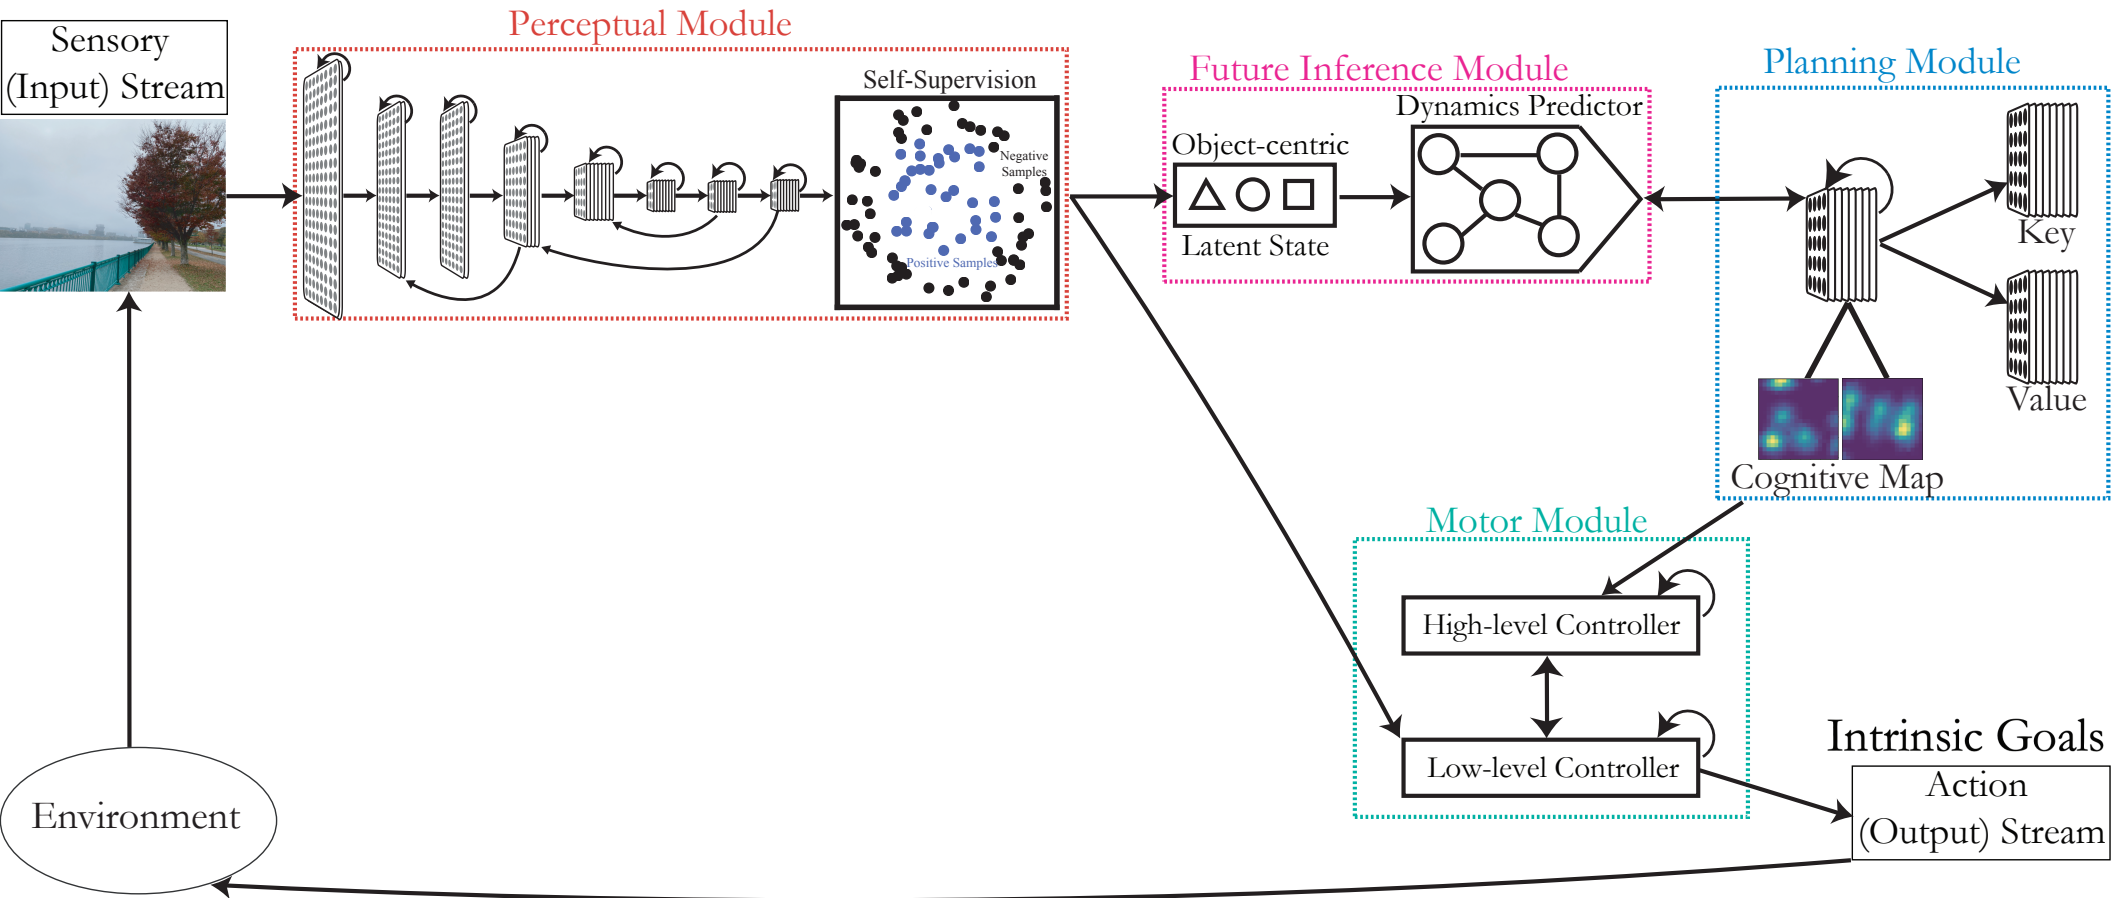 Sensory
(Input) Stream
Perceptual Module
Self-Supervision
Negative
Samples
Positive Samples
Future Inference Module
Dynamics Predictor
Object-centric
Latent State
Planning Module
Key
Value
Cognitive Map
Motor Module
High-level Controller
Low-level Controller
Intrinsic Goals
Action
(Output) Stream
Environment